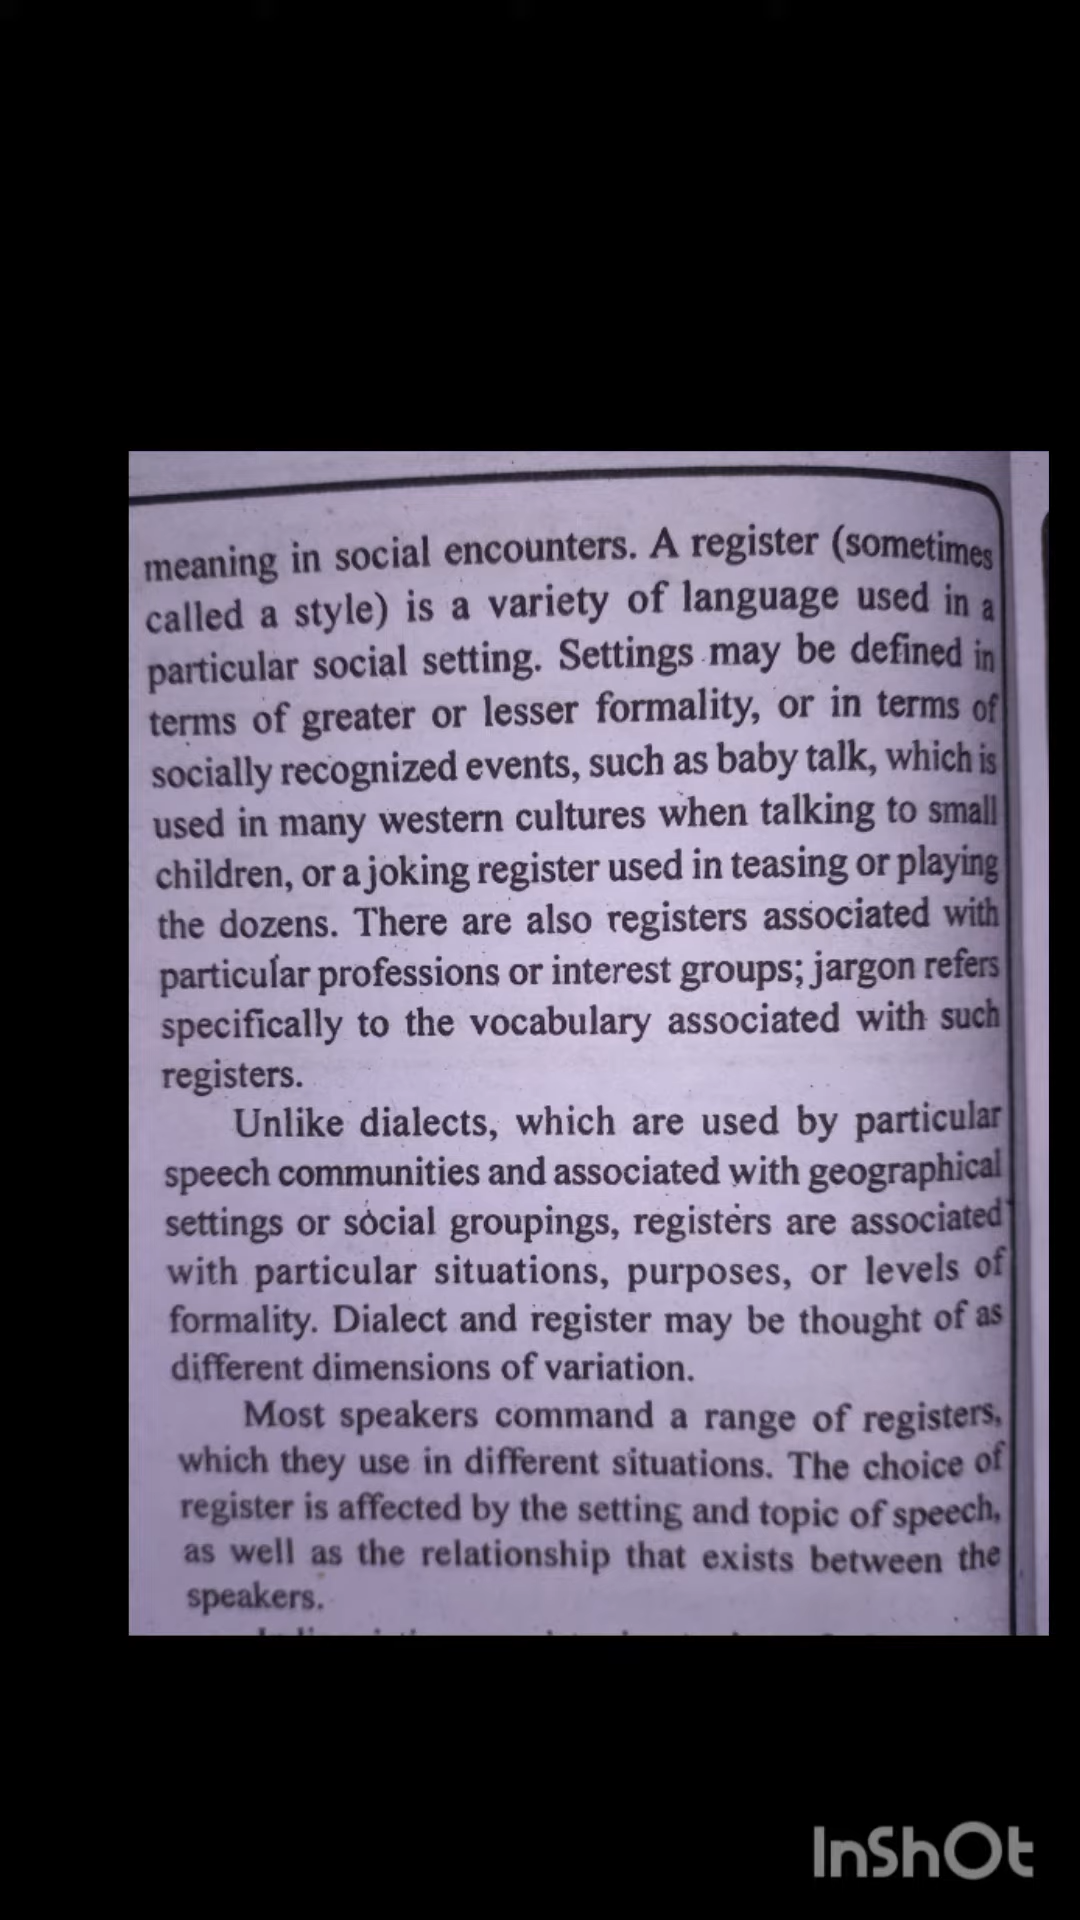 meaning in social encounters. A register (sometimes
called a style) is a variety of language used in a
particular social setting. Settings may be defined in
terms of greater or lesser formality, or in terms of
socially recognized events, such as baby talk, which is
used in many western cultures when talking to small
children, or a joking register used in teasing or playing
the dozens. There are also registers associated with
particular professions or interest groups; jargon refers
specifically to the vocabulary associated with such
registers.
Unlike dialects, which are used by particular
speech communities and associated with geographical
settings or social groupings, registers are associated
with particular situations, purposes, or levels of
formality. Dialect and register may be thought of as
different dimensions of variation.
Most speakers command a range of registers,
which they use in different situations. The choice of
register is affected by the setting and topic of speech,
as well as the relationship that exists between the
speakers.
InShOt